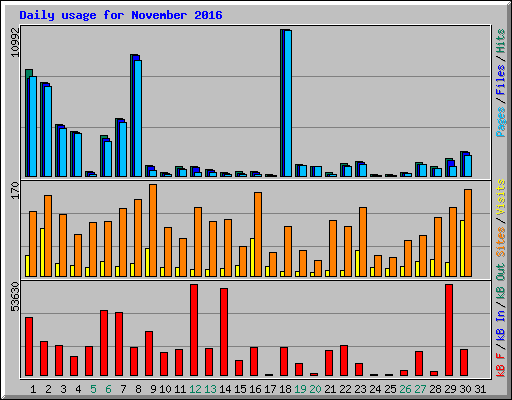 Daily usage for November 2016
10992
Pages / Files / Hits
170
Sites / Visits
53630
kB F / kB In / kB Out
1 2 3 4 5 6 7 8 9 10 11 12 13 14 15 16 17 18 19 20 21 22 23 24 25 26 27 28 29 30 31